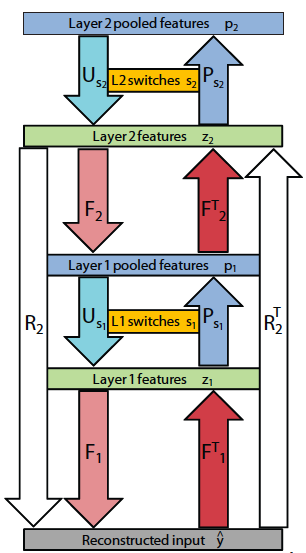 Layer 2 pooled features p₂
Uₛ₂ L2 switches s₂ Pₛ₂
Layer 2 features z₂
F₂ Fᵀ₂
Layer 1 pooled features p₁
R₂ Uₛ₁ L1 switches s₁ Pₛ₁ R₂ᵀ
Layer 1 features z₁
F₁ Fᵀ₁
Reconstructed input ŷ